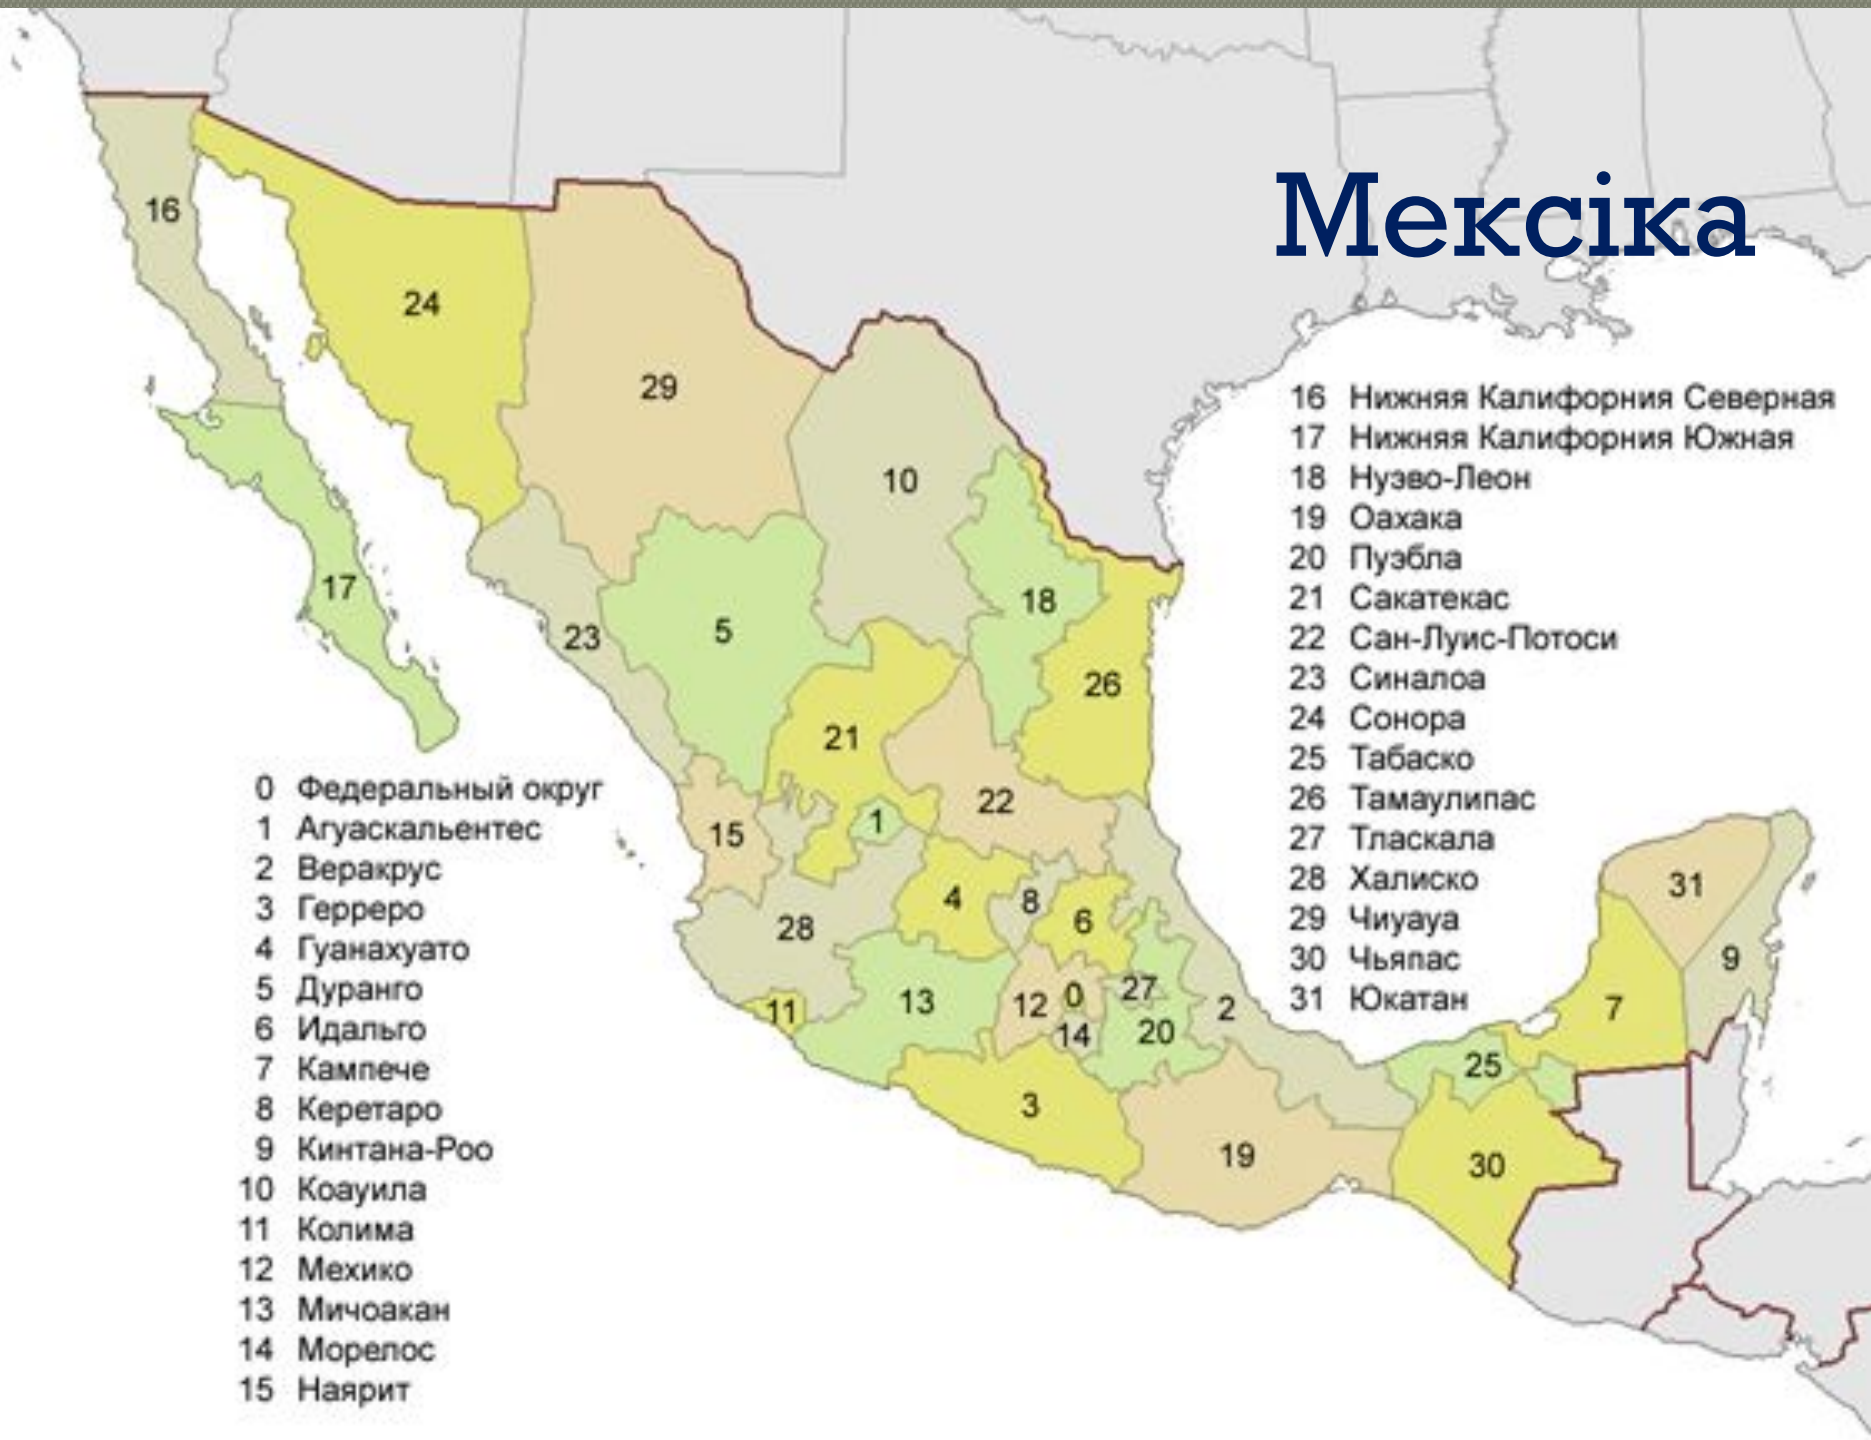 Мексіка
16
24
29
10
17
18
5
23
26
21
22
1
15
4
8
6
28
31
9
13
12
0
27
2
7
11
14
20
25
3
19
30
0 Федеральный округ
1 Агуаскальентес
2 Веракрус
3 Герреро
4 Гуанахуато
5 Дуранго
6 Идальго
7 Кампече
8 Керетаро
9 Кинтана-Роо
10 Коауила
11 Колима
12 Мехико
13 Мичоакан
14 Морелос
15 Наярит
16 Нижняя Калифорния Северная
17 Нижняя Калифорния Южная
18 Нуэво-Леон
19 Оахака
20 Пуэбла
21 Сакатекас
22 Сан-Луис-Потоси
23 Синалоа
24 Сонора
25 Табаско
26 Тамаулипас
27 Тласкала
28 Халиско
29 Чиуауа
30 Чьяпас
31 Юкатан